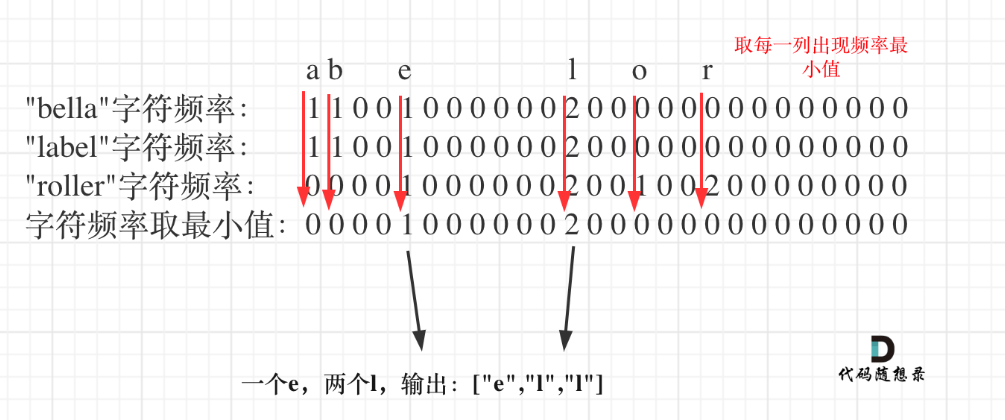 取每一列出现频率最
小值
a b e l o r
"bella"字符频率： 1 1 0 0 1 0 0 0 0 0 0 2 0 0 0 0 0 0 0 0 0 0 0 0 0 0
"label"字符频率： 1 1 0 0 1 0 0 0 0 0 0 2 0 0 0 0 0 0 0 0 0 0 0 0 0 0
"roller"字符频率： 0 0 0 0 1 0 0 0 0 0 0 2 0 0 1 0 0 2 0 0 0 0 0 0 0 0
字符频率取最小值： 0 0 0 0 1 0 0 0 0 0 0 2 0 0 0 0 0 0 0 0 0 0 0 0 0 0
一个e，两个l，输出：["e","l","l"]
代码随想录